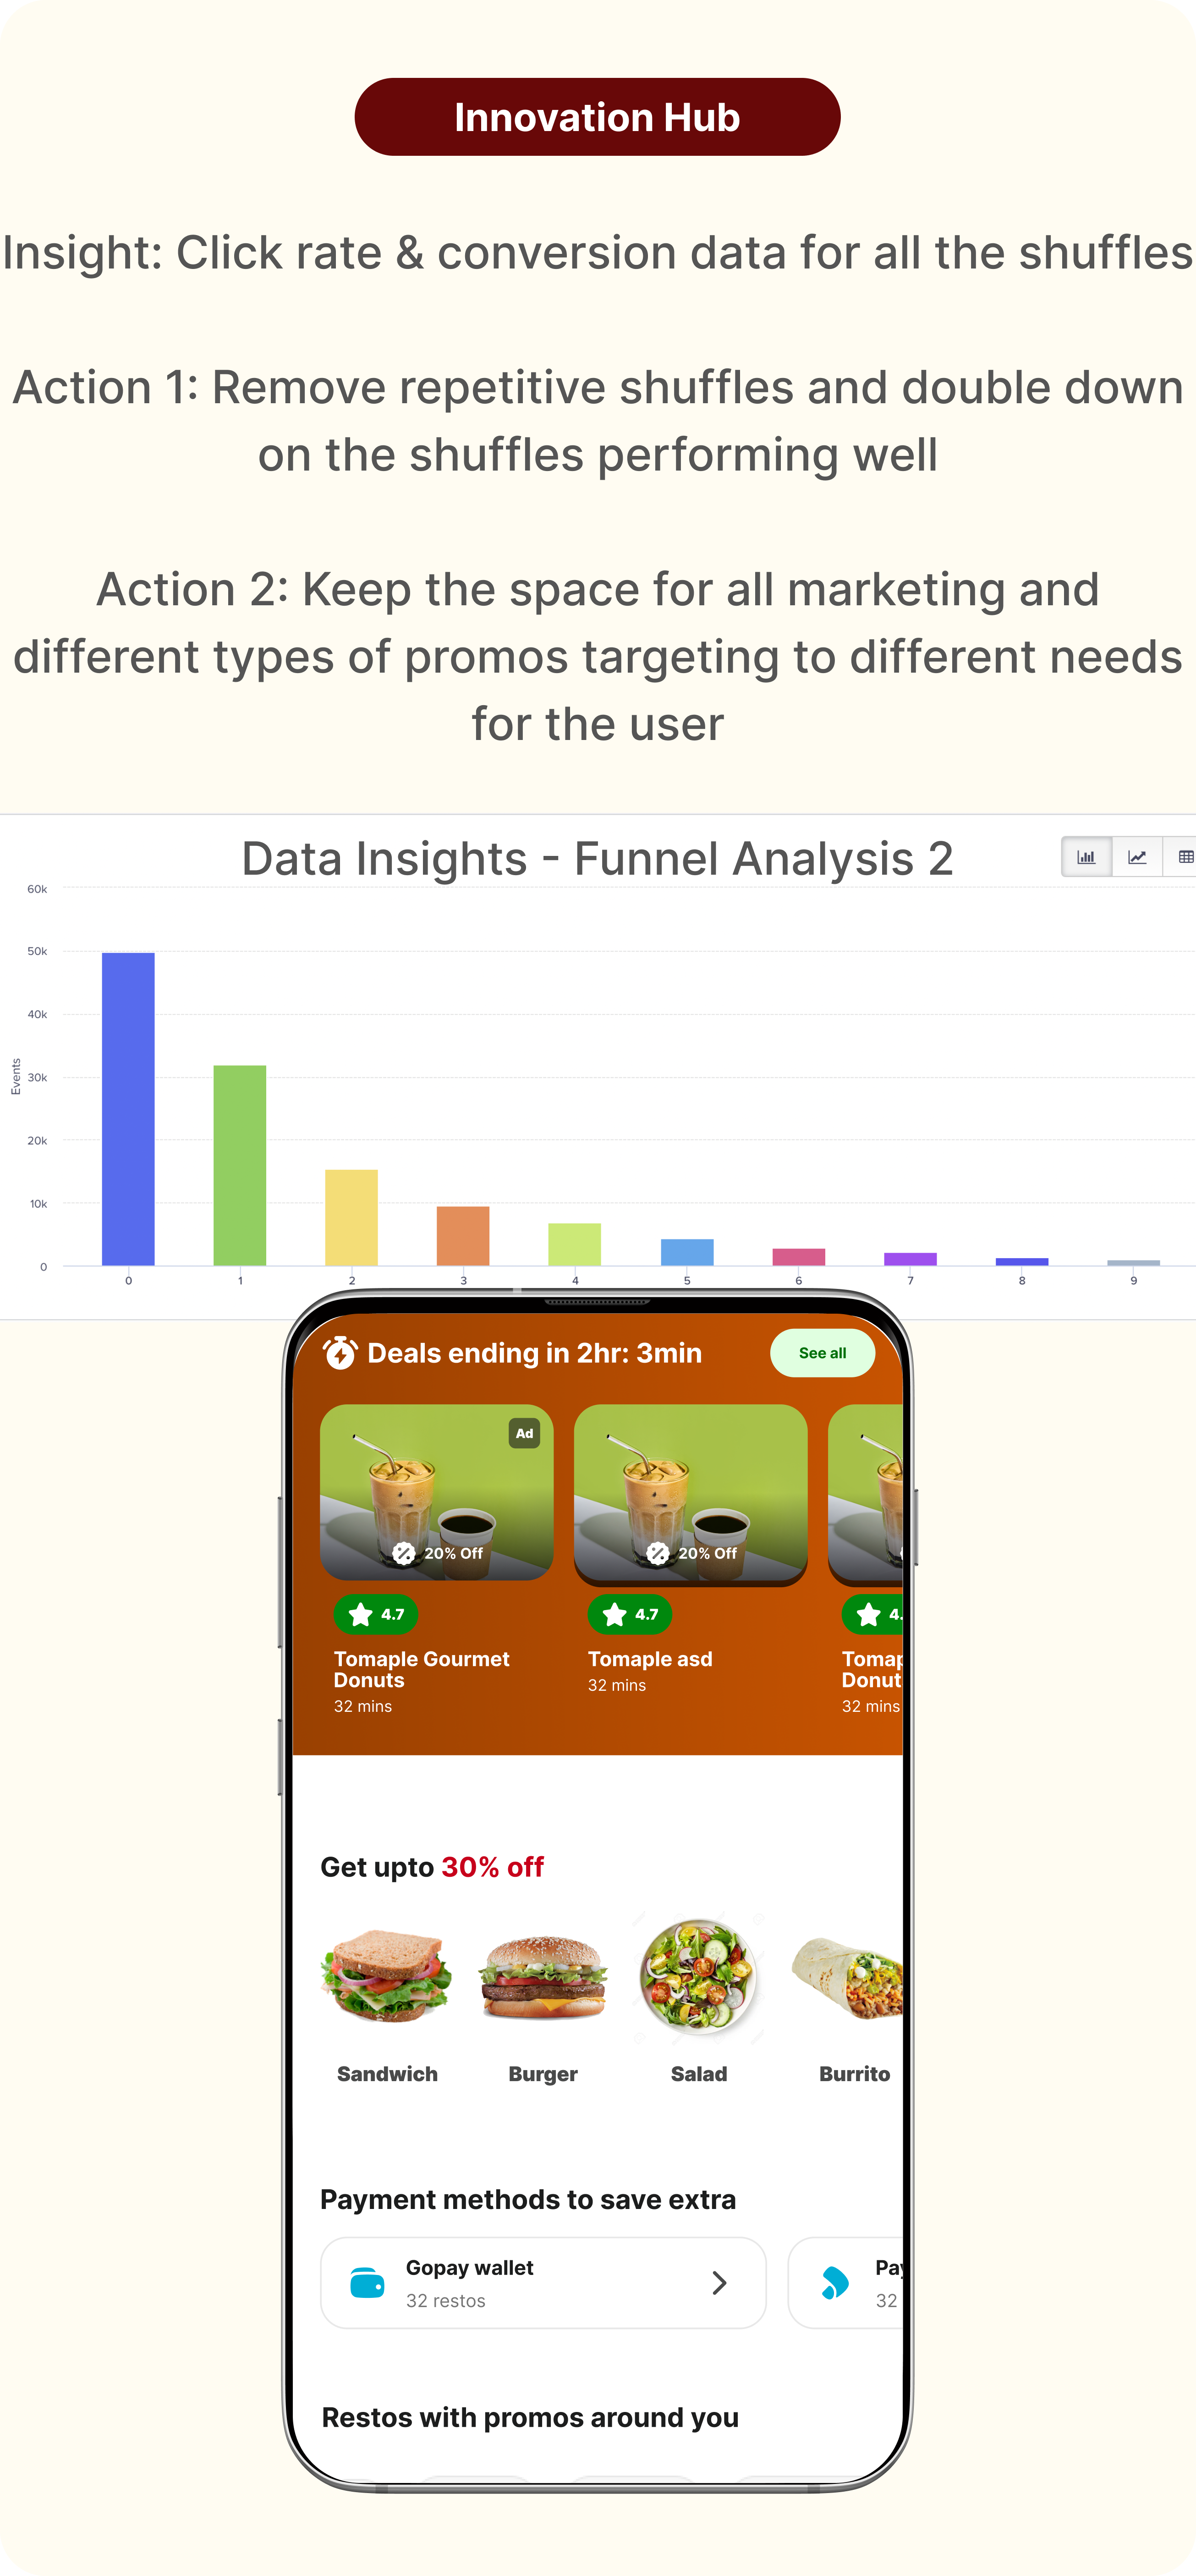 Innovation Hub
Insight: Click rate & conversion data for all the shuffles
Action 1: Remove repetitive shuffles and double down
on the shuffles performing well
Action 2: Keep the space for all marketing and
different types of promos targeting to different needs
for the user
Data Insights - Funnel Analysis 2
60k
50k
40k
30k
20k
10k
0
Events
0 1 2 3 4 5 6 7 8 9
Deals ending in 2hr: 3min
See all
Ad
20% Off 20% Off
4.7 4.7 4.
Tomaple Gourmet
Donuts
32 mins
Tomaple asd
32 mins
Tomap
Donut
32 mins
Get upto 30% off
Sandwich Burger Salad Burrito
Payment methods to save extra
Gopay wallet
32 restos
Pay
32
Restos with promos around you